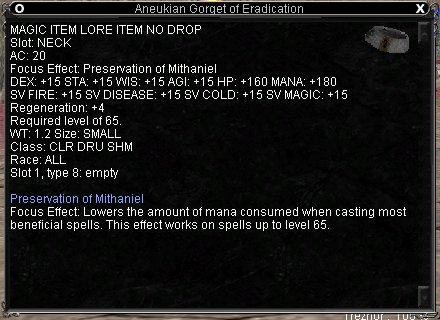 O Aneukian Gorget of Eradication X
MAGIC ITEM LORE ITEM NO DROP
Slot: NECK
AC: 20
Focus Effect: Preservation of Mithaniel
DEX: +15 STA: +15 WIS: +15 AGI: +15 HP: +160 MANA: +180
SV FIRE: +15 SV DISEASE: +15 SV COLD: +15 SV MAGIC: +15
Regeneration: +4
Required level of 65.
WT: 1.2 Size: SMALL
Class: CLR DRU SHM
Race: ALL
Slot 1, type 8: empty
Preservation of Mithaniel
Focus Effect: Lowers the amount of mana consumed when casting most
beneficial spells. This effect works on spells up to level 65.